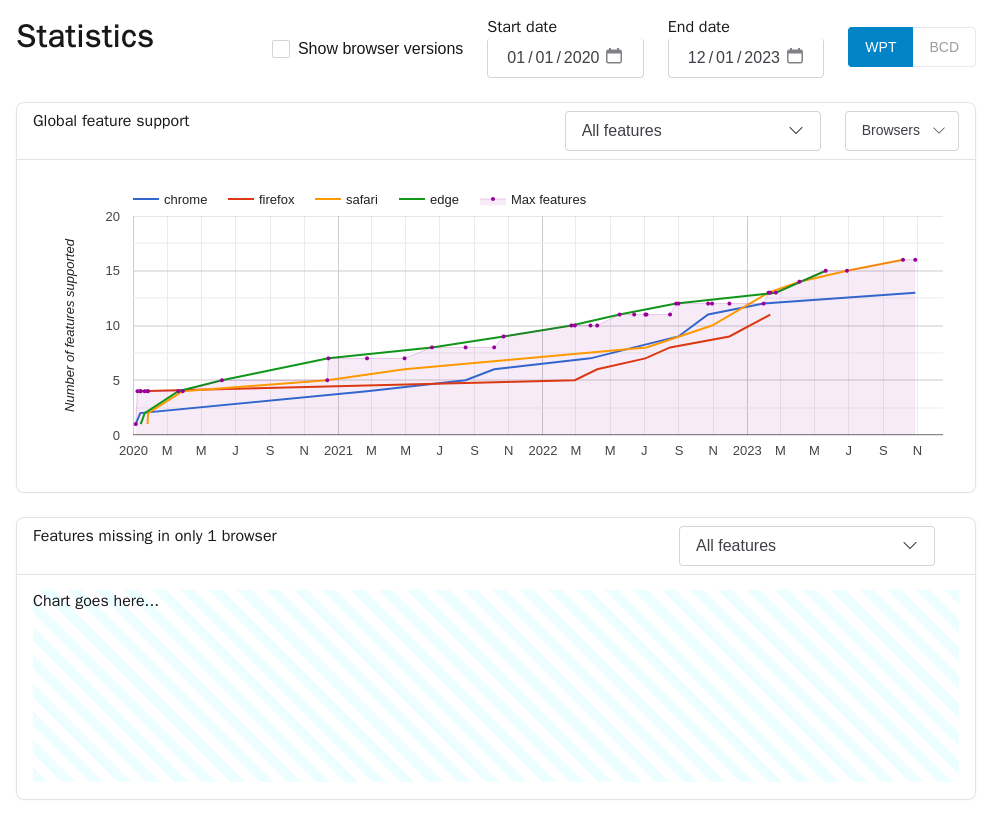 Statistics
Show browser versions
Start date
01/01/2020
End date
12/01/2023
WPT
BCD
Global feature support
All features
Browsers
chrome firefox safari edge Max features
Number of features supported
20
15
10
5
0
2020 M M J S N 2021 M M J S N 2022 M M J S N 2023 M M J S N
Features missing in only 1 browser
All features
Chart goes here...